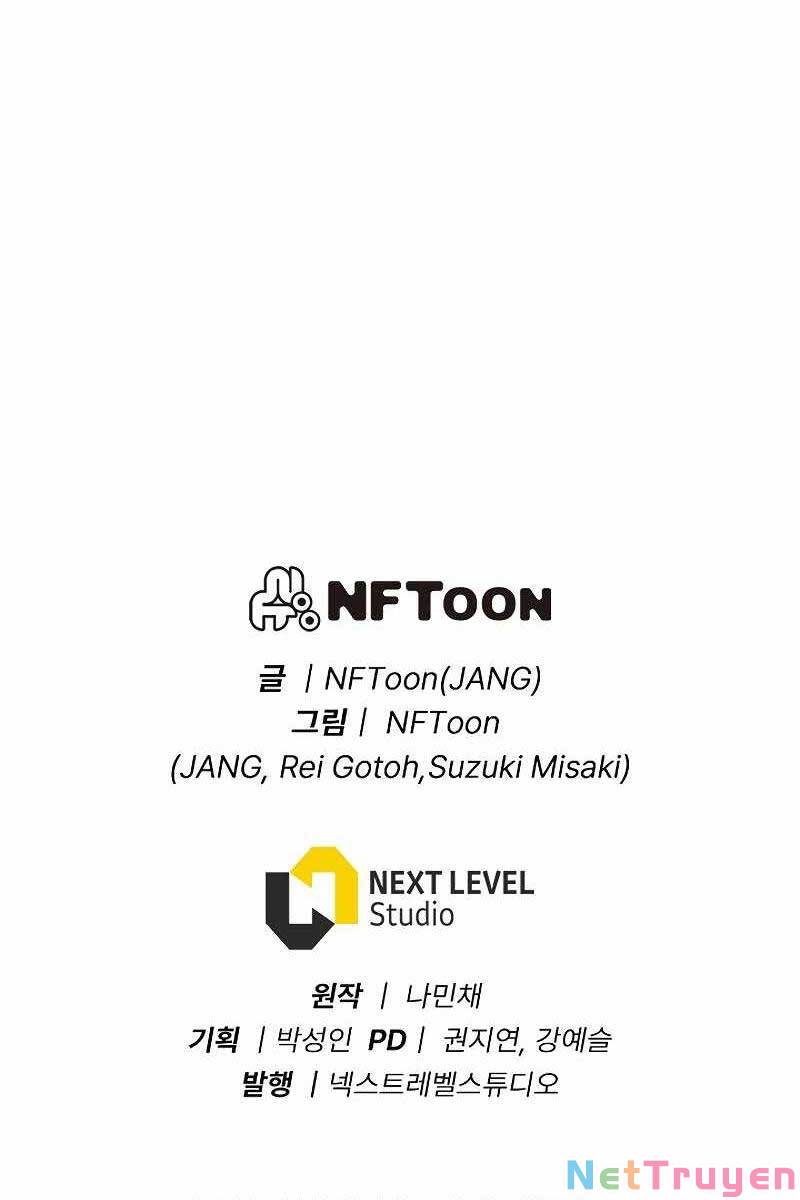 NFTOON
글 | NFToon(JANG)
그림 | NFToon
(JANG, Rei Gotoh,Suzuki Misaki)
NEXT LEVEL
Studio
원작 | 나민채
기획 | 박성인 PD | 권지연, 강예슬
발행 | 넥스트레벨스튜디오
NetTruyen